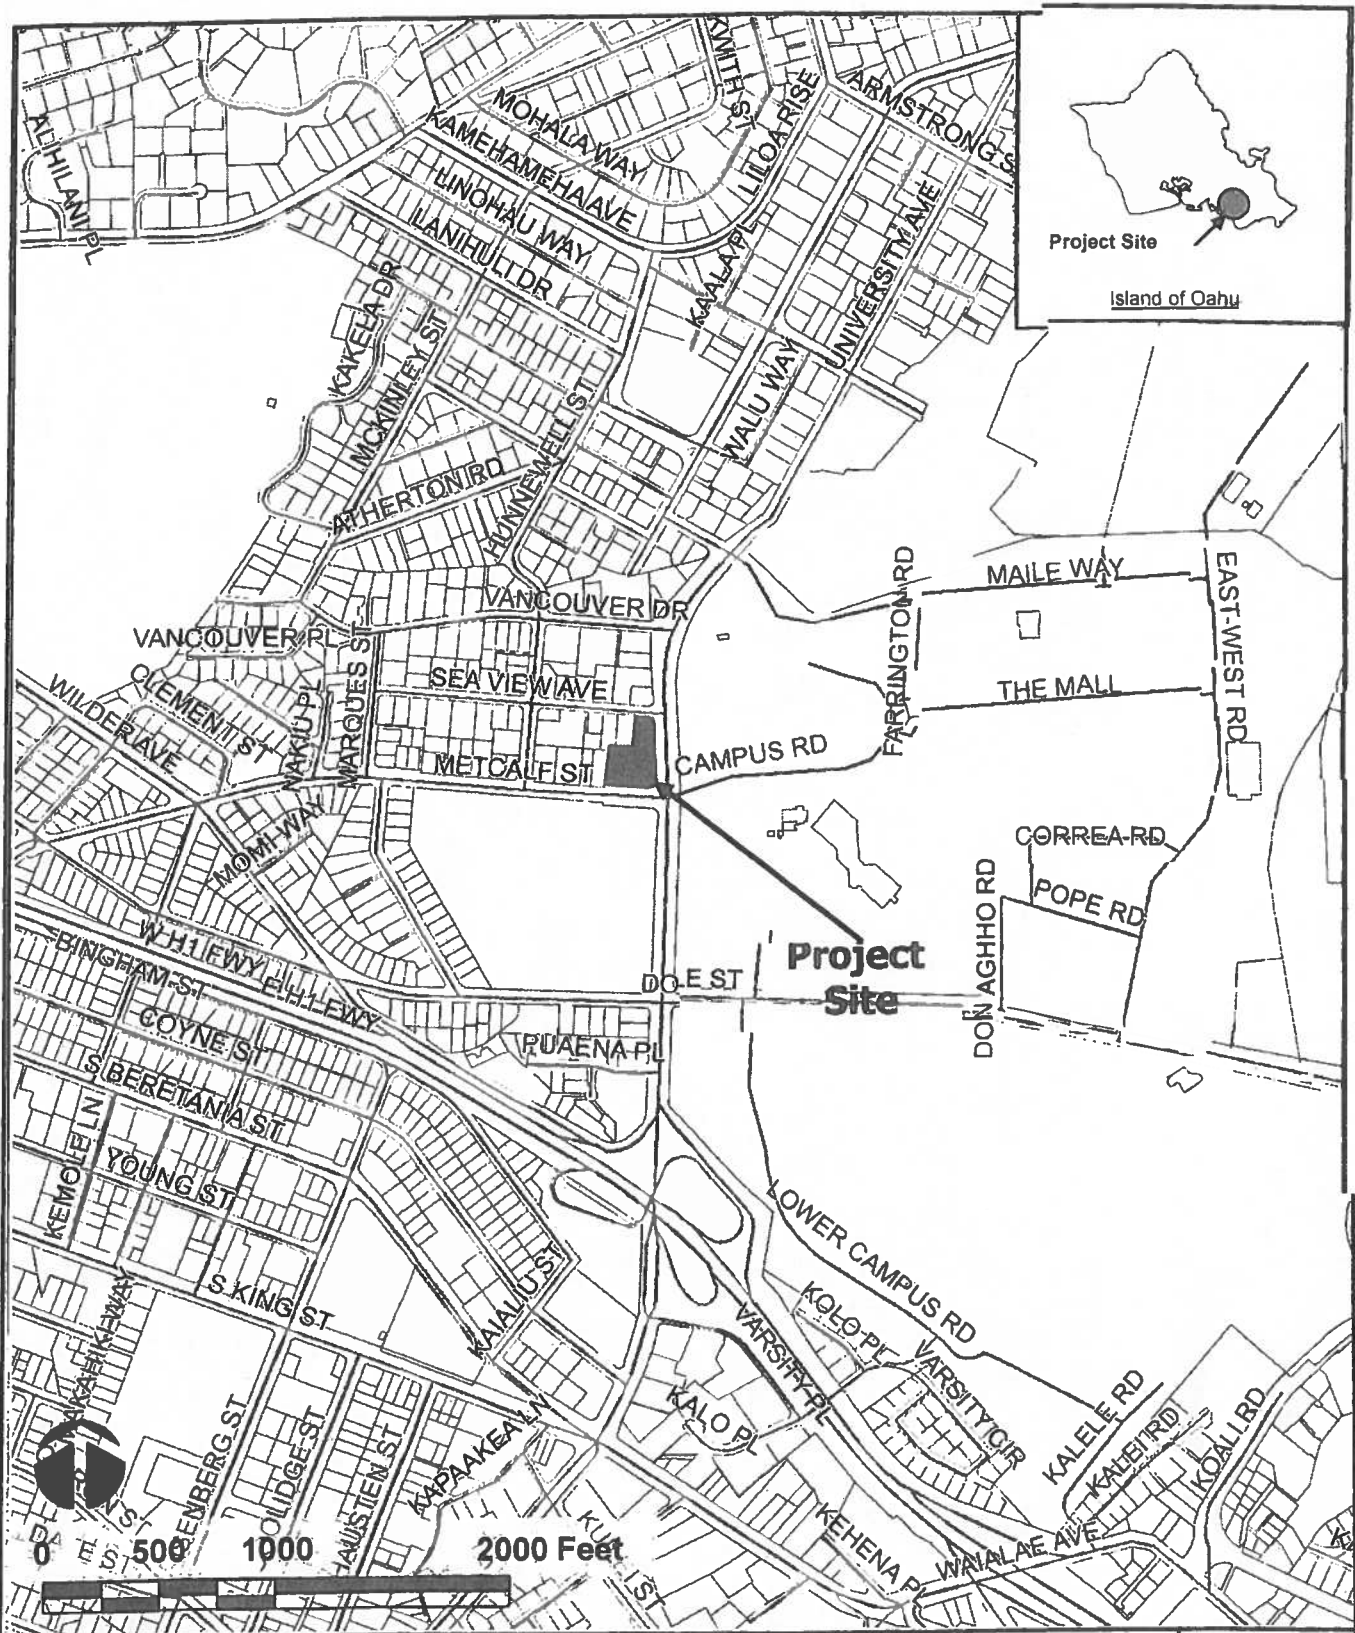 ALIHILANI PL
MOHALA WAY
KAMEHAMEHA AVE
LINOHAU WAY
LANIHULI DR
LILOA RISE
ARMSTRONG S
KAALA PL
UNIVERSITY AVE
WALU WAY
KAKELA DR
MCKINLEY ST
HUNNEWELL ST
ATHERTON RD
Project Site
Island of Oahu
MAILE WAY
FARRINGTON RD
EAST-WEST RD
THE MALL
VANCOUVER DR
VANCOUVER PL
SEA VIEW AVE
CLEMENT ST
WILDER AVE
NAKIU PL
MARQUES ST
METCALF ST
CAMPUS RD
MOMI WAY
CORREA RD
POPE RD
DON AGHHO RD
Project
Site
DOLE ST
W H1 FWY
E H1 FWY
BINGHAM ST
COYNE ST
PUAENA PL
S BERETANIA ST
KEMOLE LN
YOUNG ST
S KING ST
KAIALIU ST
LOWER CAMPUS RD
KOLO PL
VARSITY PL
VARSITY CIR
KALO PL
KALELE RD
KALEI RD
KOALI RD
KAPAAKEA LN
HAUSTEN ST
OLIDGE ST
ENBERG ST
KEHENA PL
WAIALAE AVE
0 500 1000 2000 Feet